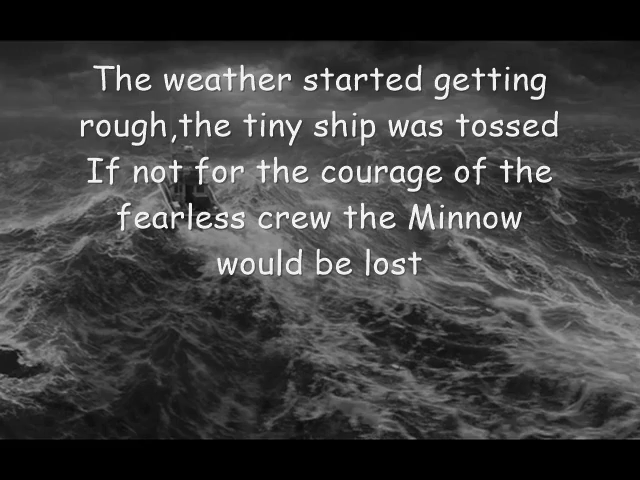 The weather started getting
rough,the tiny ship was tossed
If not for the courage of the
fearless crew the Minnow
would be lost